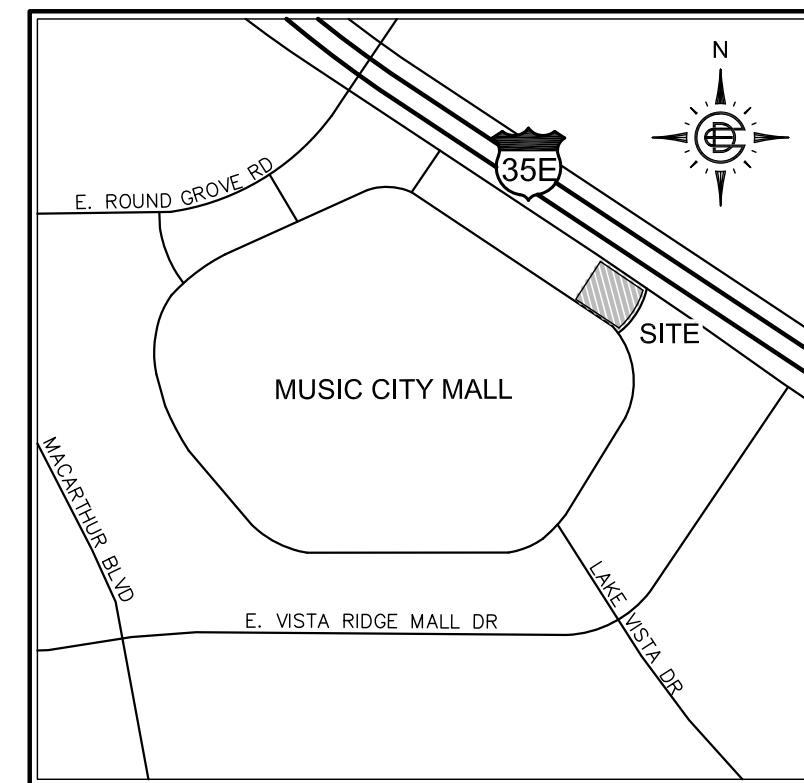 N
35E
E. ROUND GROVE RD
SITE
MUSIC CITY MALL
MACARTHUR BLVD
LAKE VISTA DR
E. VISTA RIDGE MALL DR